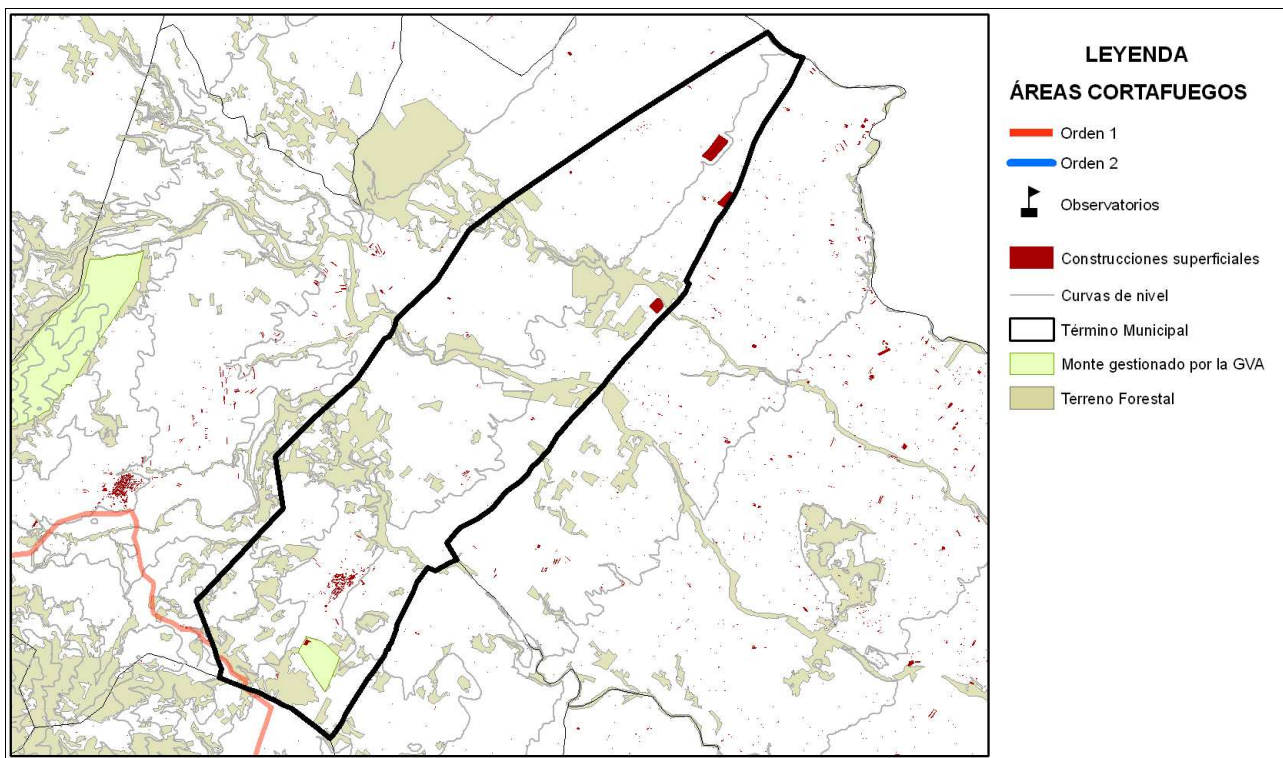 LEYENDA
ÁREAS CORTAFUEGOS
Orden 1
Orden 2
Observatorios
Construcciones superficiales
Curvas de nivel
Término Municipal
Monte gestionado por la GVA
Terreno Forestal